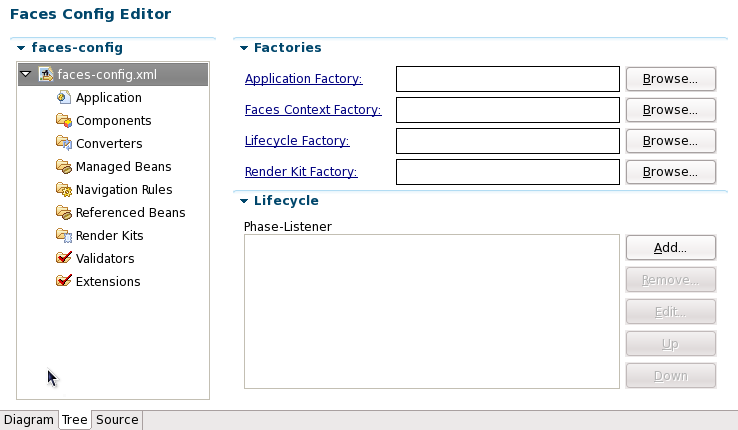 Faces Config Editor
faces-config
faces-config.xml
Application
Components
Converters
Managed Beans
Navigation Rules
Referenced Beans
Render Kits
Validators
Extensions
Factories
Application Factory: Browse...
Faces Context Factory: Browse...
Lifecycle Factory: Browse...
Render Kit Factory: Browse...
Lifecycle
Phase-Listener
Add...
Remove...
Edit...
Up
Down
Diagram Tree Source